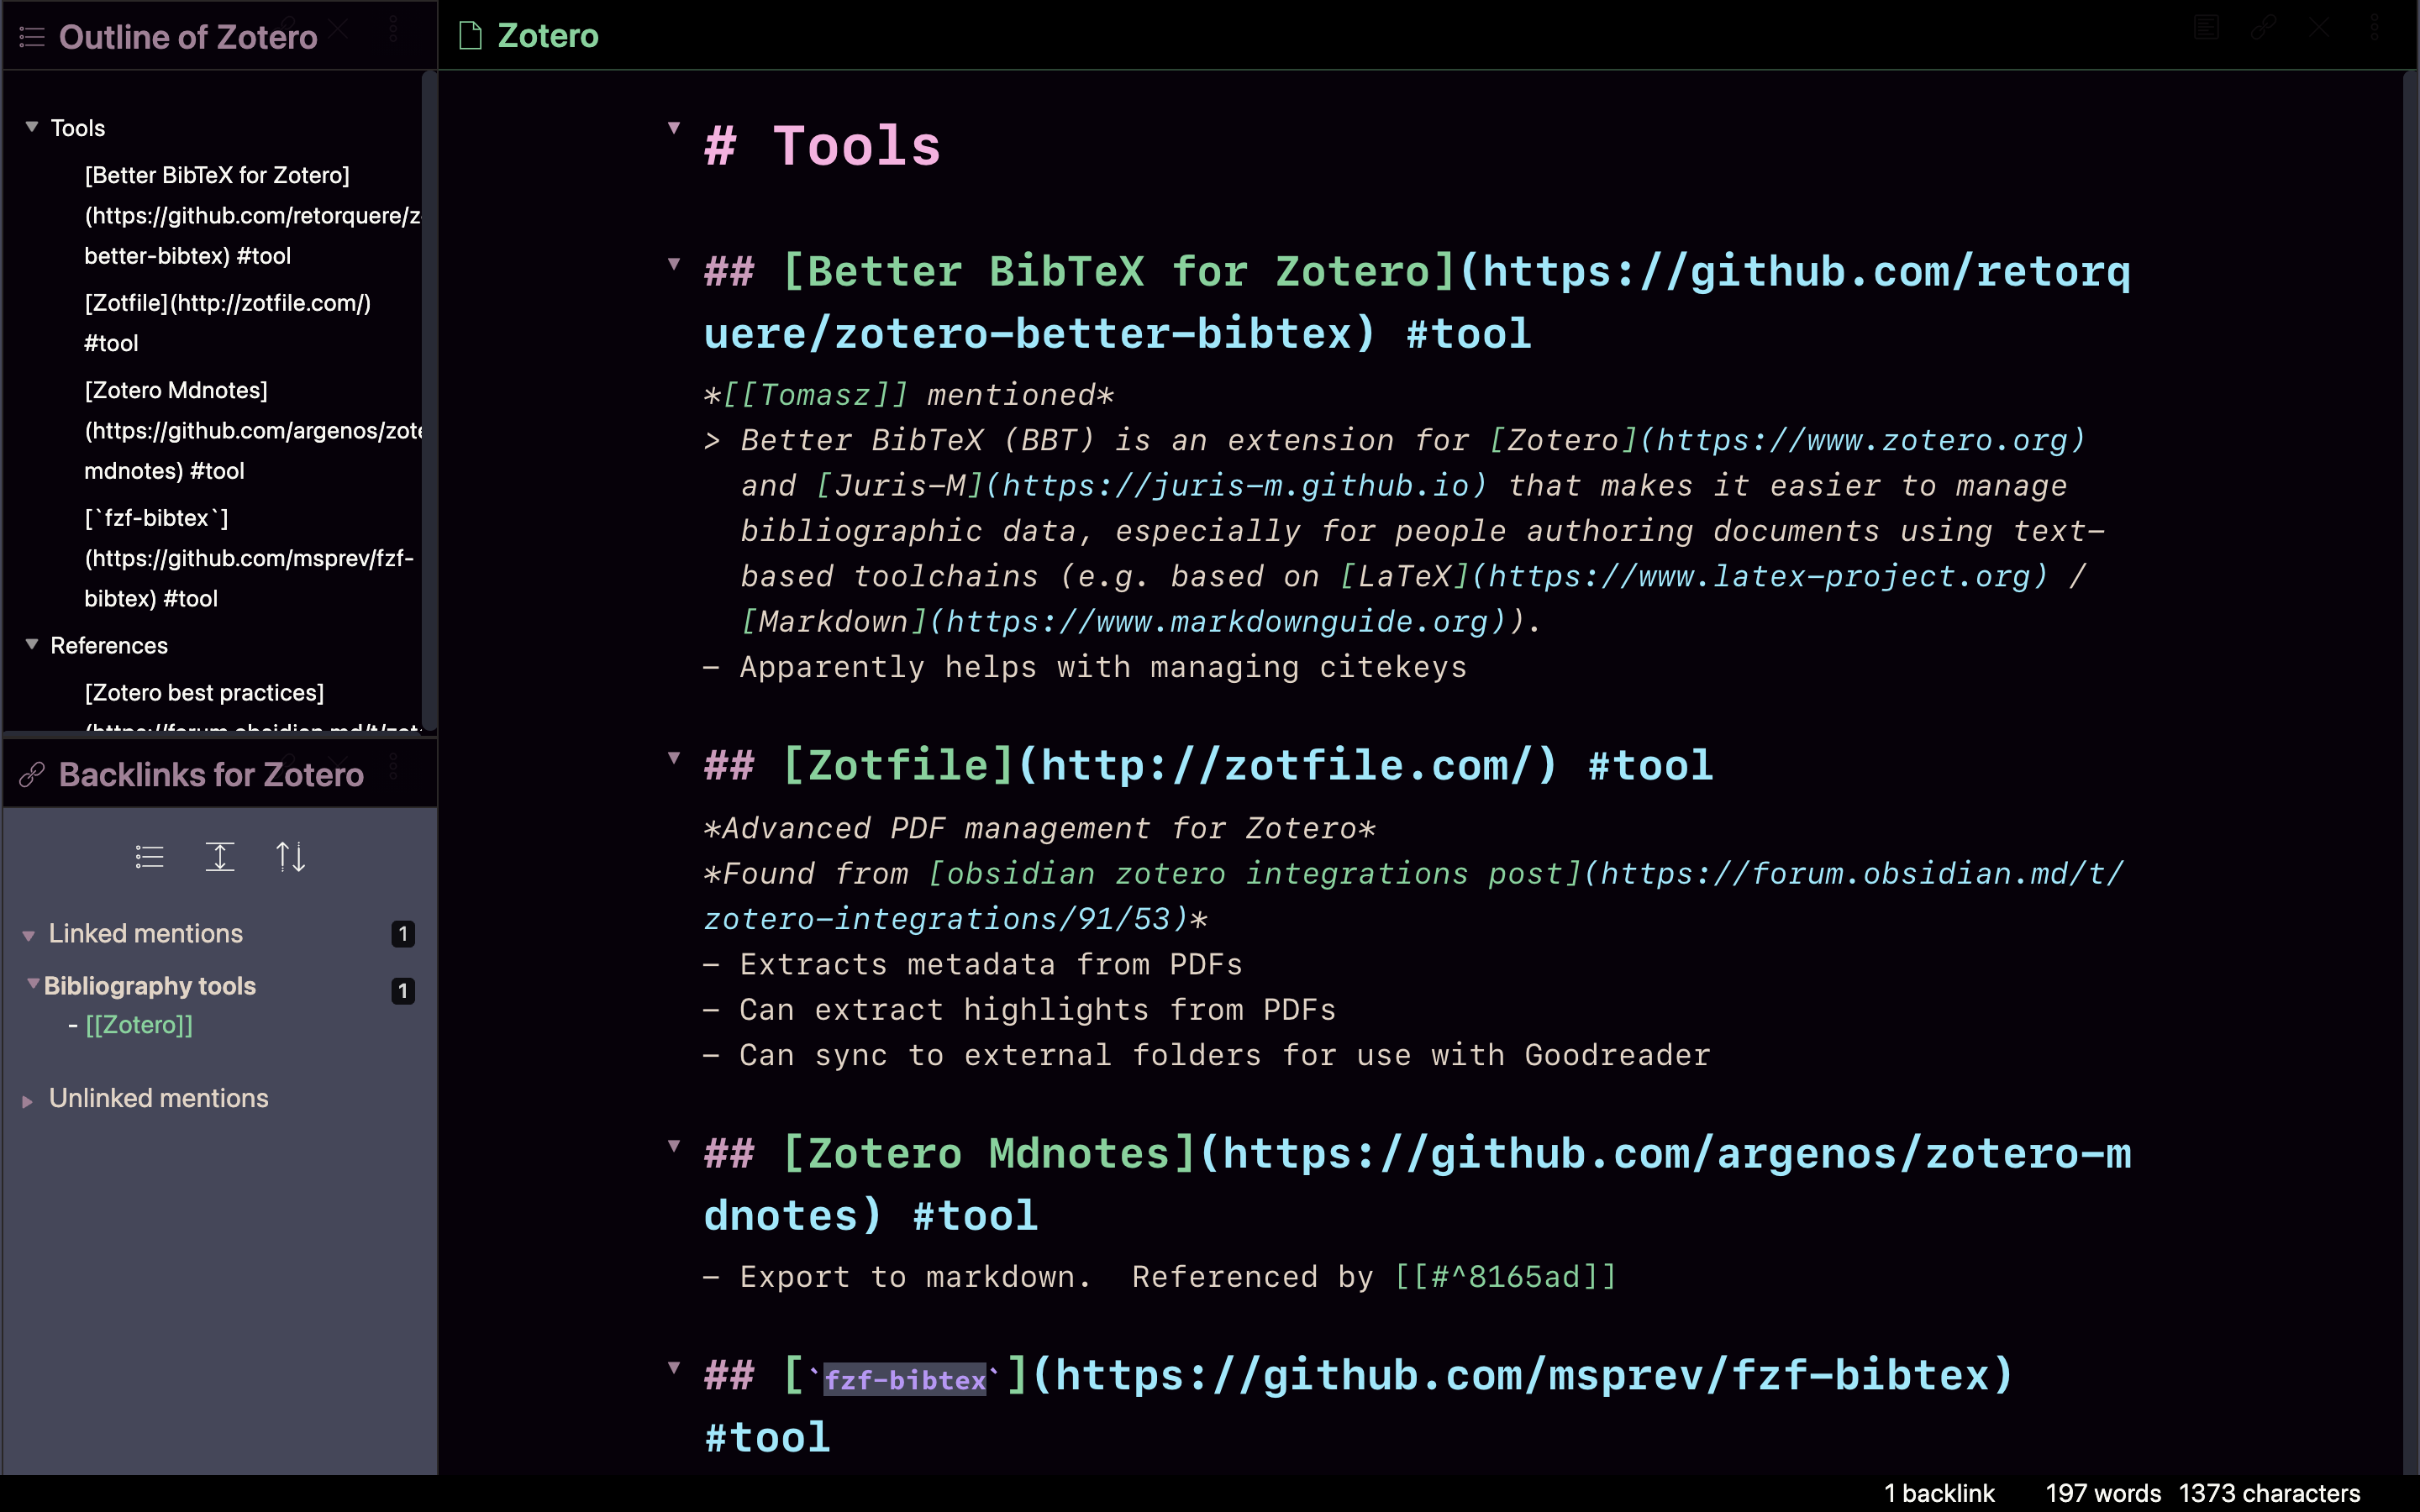 Outline of Zotero
Tools
[Better BibTeX for Zotero]
(https://github.com/retorquere/z
better-bibtex) #tool
[Zotfile](http://zotfile.com/)
#tool
[Zotero Mdnotes]
(https://github.com/argenos/zot
mdnotes) #tool
[`fzf-bibtex`]
(https://github.com/msprev/fzf-
bibtex) #tool
References
[Zotero best practices]
(https://forum.obsidian.md/t/zot
Backlinks for Zotero
Linked mentions 1
Bibliography tools 1
- [[Zotero]]
Unlinked mentions
Zotero
# Tools
## [Better BibTeX for Zotero](https://github.com/retorq
uere/zotero-better-bibtex) #tool
*[[Tomasz]] mentioned*
> Better BibTeX (BBT) is an extension for [Zotero](https://www.zotero.org)
and [Juris-M](https://juris-m.github.io) that makes it easier to manage
bibliographic data, especially for people authoring documents using text-
based toolchains (e.g. based on [LaTeX](https://www.latex-project.org) /
[Markdown](https://www.markdownguide.org)).
- Apparently helps with managing citekeys
## [Zotfile](http://zotfile.com/) #tool
*Advanced PDF management for Zotero*
*Found from [obsidian zotero integrations post](https://forum.obsidian.md/t/
zotero-integrations/91/53)*
- Extracts metadata from PDFs
- Can extract highlights from PDFs
- Can sync to external folders for use with Goodreader
## [Zotero Mdnotes](https://github.com/argenos/zotero-m
dnotes) #tool
- Export to markdown.  Referenced by [[#^8165ad]]
## [`fzf-bibtex`](https://github.com/msprev/fzf-bibtex)
#tool
1 backlink 197 words 1373 characters